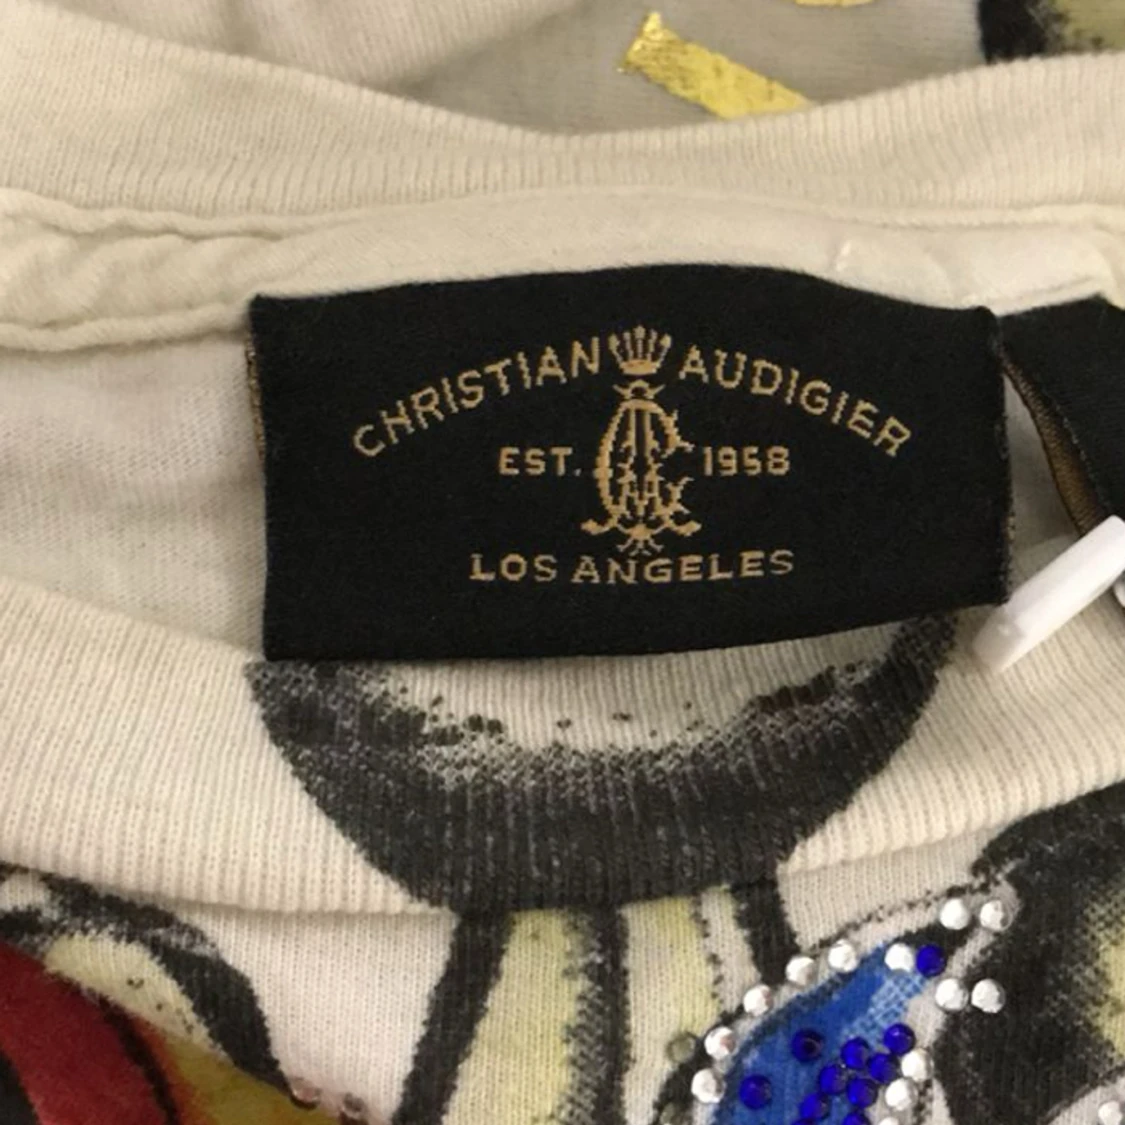 CHRISTIAN AUDIGIER
EST. 1958
LOS ANGELES